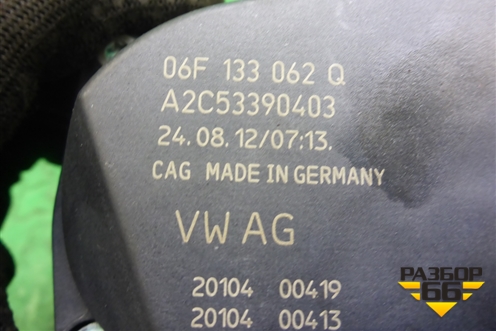 06F 133 062 Q
A2C53390403
24.08.12/07:13.
CAG MADE IN GERMANY
VW AG
20104 00419
20104 00413
РАЗБОР
66